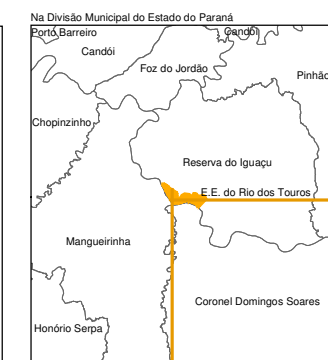 Na Divisão Municipal do Estado do Paraná
Porto Barreiro
Candói
Candói
Foz do Jordão
Pinhão
Chopinzinho
Reserva do Iguaçu
E.E. do Rio dos Touros
Mangueirinha
Coronel Domingos Soares
Honório Serpa